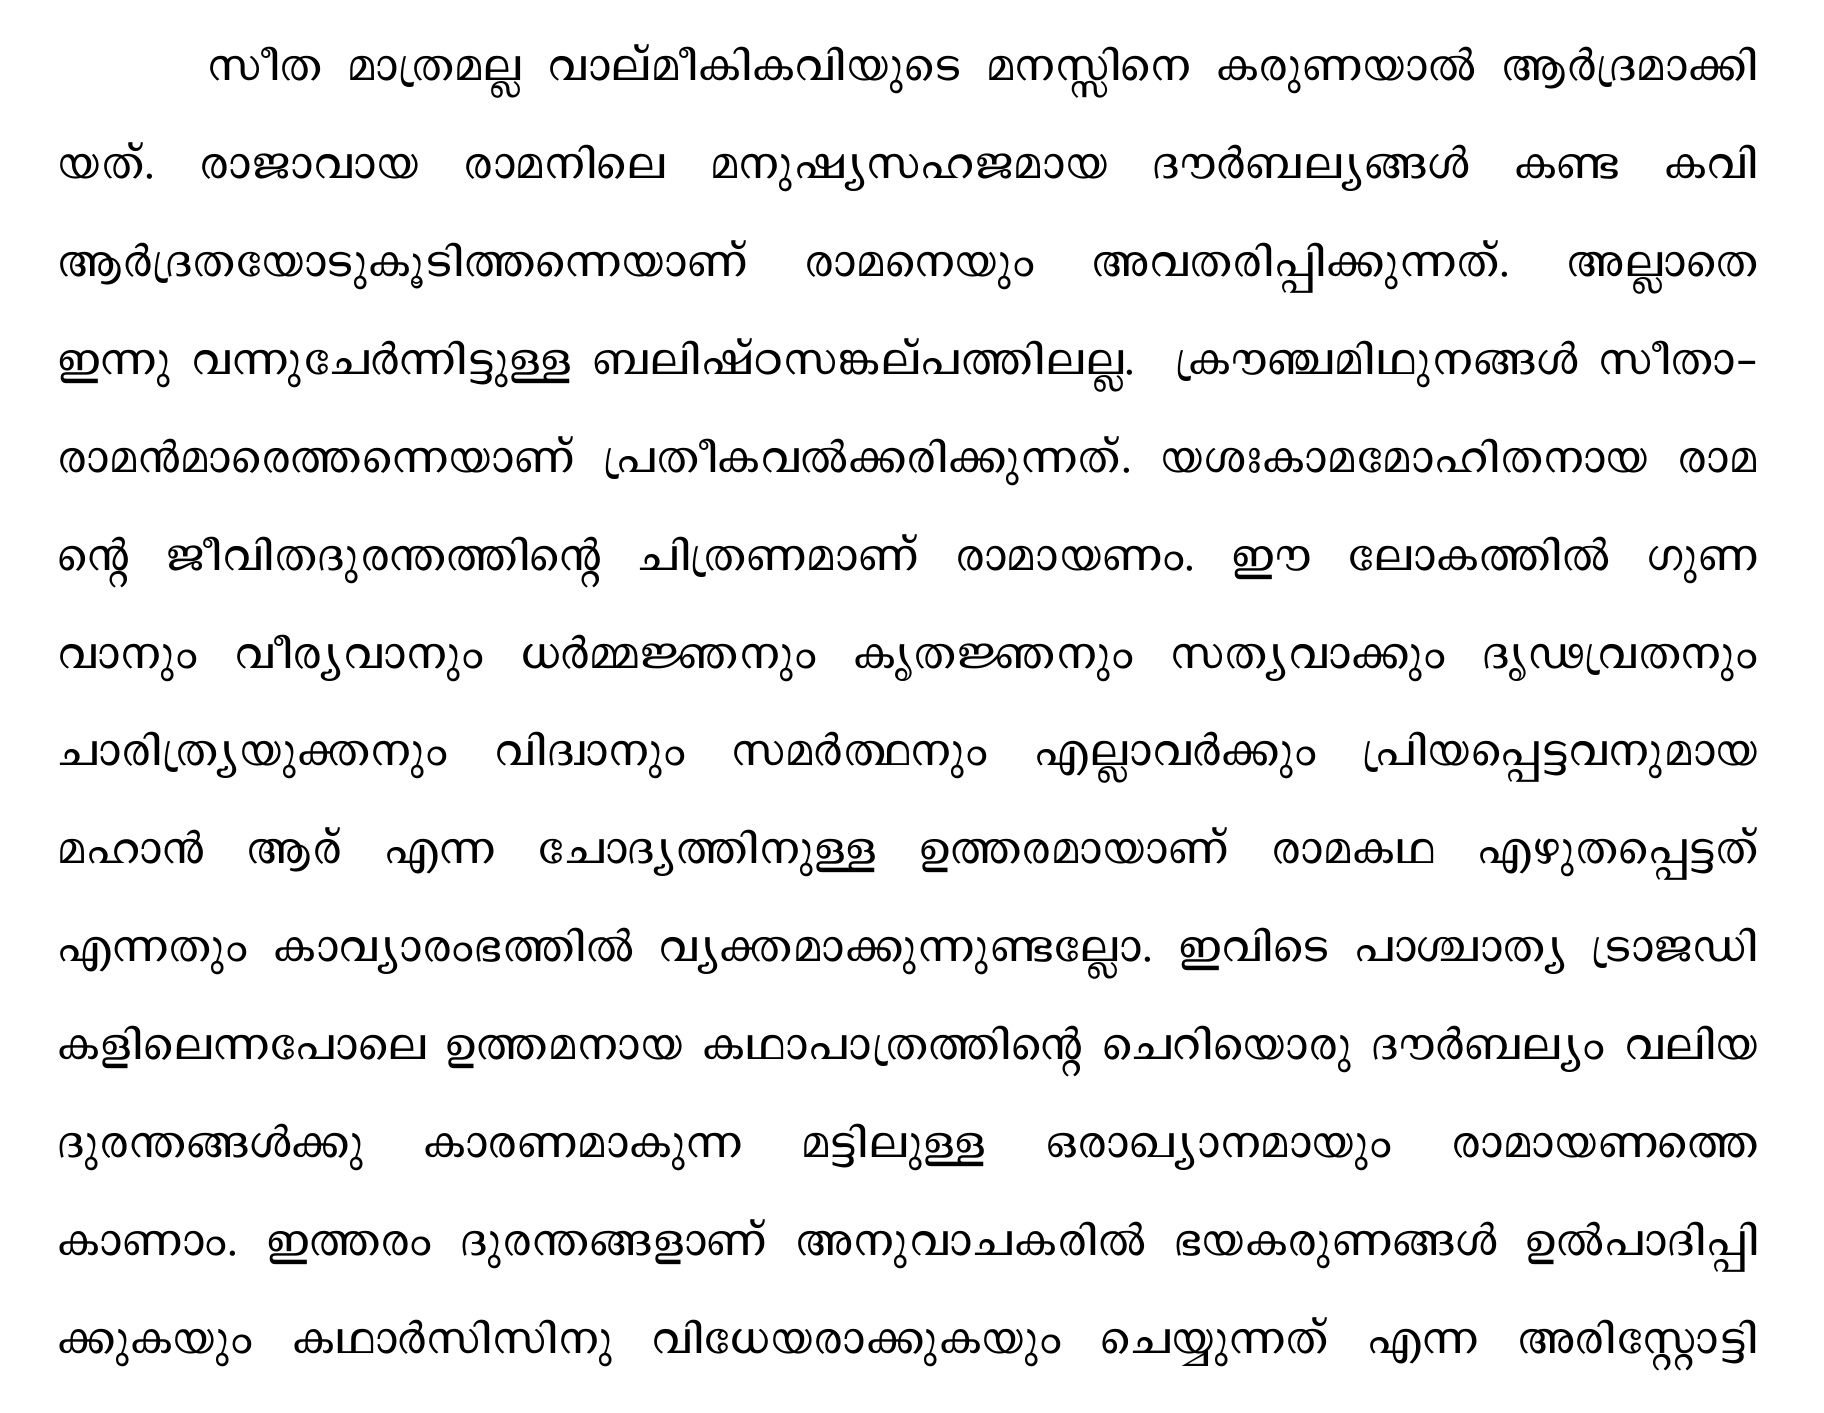 സീത മാത്രമല്ല വാല്മീകികവിയുടെ മനസ്സിനെ കരുണയാൽ ആർദ്രമാക്കി
യത്. രാജാവായ രാമനിലെ മനുഷ്യസഹജമായ ദൗർബല്യങ്ങൾ കണ്ട കവി
ആർദ്രതയോടുകൂടിത്തന്നെയാണ് രാമനെയും അവതരിപ്പിക്കുന്നത്. അല്ലാതെ
ഇന്നു വന്നുചേർന്നിട്ടുള്ള ബലിഷ്ഠസങ്കല്പത്തിലല്ല. ക്രൗഞ്ചമിഥുനങ്ങൾ സീതാ-
രാമൻമാരെത്തന്നെയാണ് പ്രതീകവൽക്കരിക്കുന്നത്. യശഃകാമമോഹിതനായ രാമ
ന്റെ ജീവിതദുരന്തത്തിന്റെ ചിത്രണമാണ് രാമായണം. ഈ ലോകത്തിൽ ഗുണ
വാനും വീര്യവാനും ധർമ്മജ്ഞനും കൃതജ്ഞനും സത്യവാക്കും ദൃഢവ്രതനും
ചാരിത്ര്യയുക്തനും വിദ്വാനും സമർത്ഥനും എല്ലാവർക്കും പ്രിയപ്പെട്ടവനുമായ
മഹാൻ ആര് എന്ന ചോദ്യത്തിനുള്ള ഉത്തരമായാണ് രാമകഥ എഴുതപ്പെട്ടത്
എന്നതും കാവ്യാരംഭത്തിൽ വ്യക്തമാക്കുന്നുണ്ടല്ലോ. ഇവിടെ പാശ്ചാത്യ ട്രാജഡി
കളിലെന്നപോലെ ഉത്തമനായ കഥാപാത്രത്തിന്റെ ചെറിയൊരു ദൗർബല്യം വലിയ
ദുരന്തങ്ങൾക്കു കാരണമാകുന്ന മട്ടിലുള്ള ഒരാഖ്യാനമായും രാമായണത്തെ
കാണാം. ഇത്തരം ദുരന്തങ്ങളാണ് അനുവാചകരിൽ ഭയകരുണങ്ങൾ ഉൽപാദിപ്പി
ക്കുകയും കഥാർസിസിനു വിധേയരാക്കുകയും ചെയ്യുന്നത് എന്ന അരിസ്റ്റോട്ടി